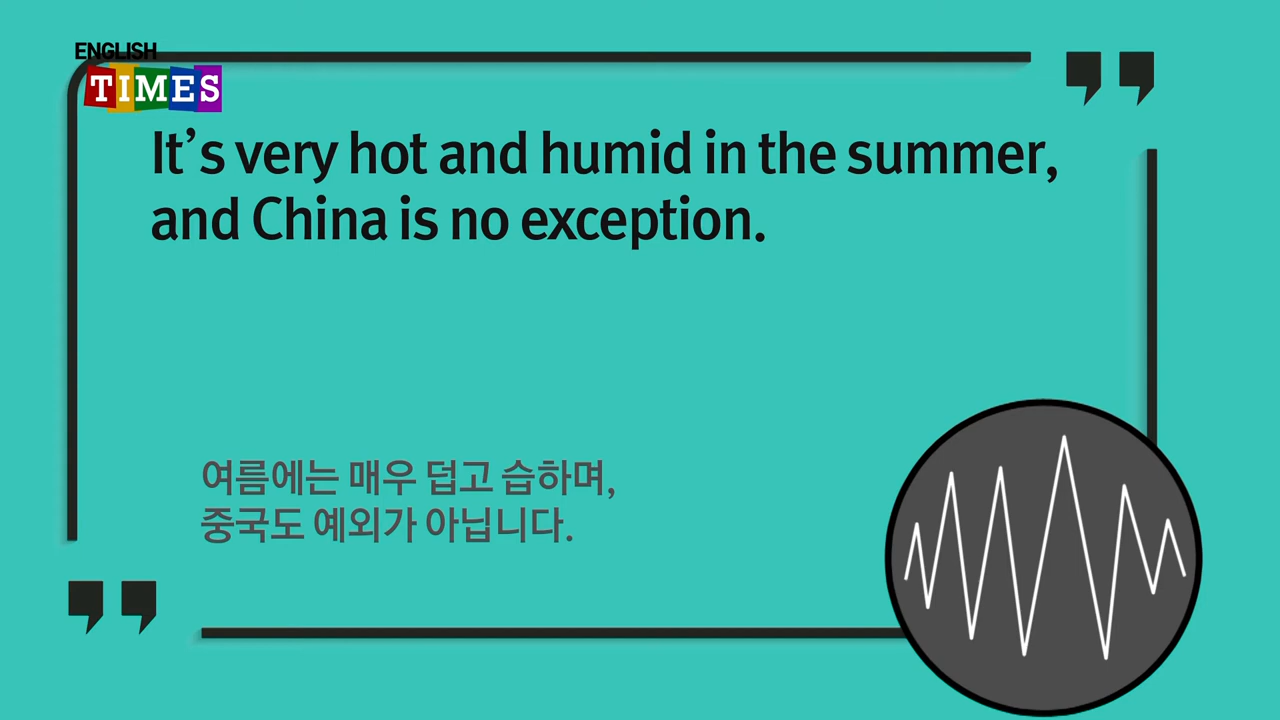 ENGLISH
TIMES
It’s very hot and humid in the summer,
and China is no exception.
여름에는 매우 덥고 습하며,
중국도 예외가 아닙니다.